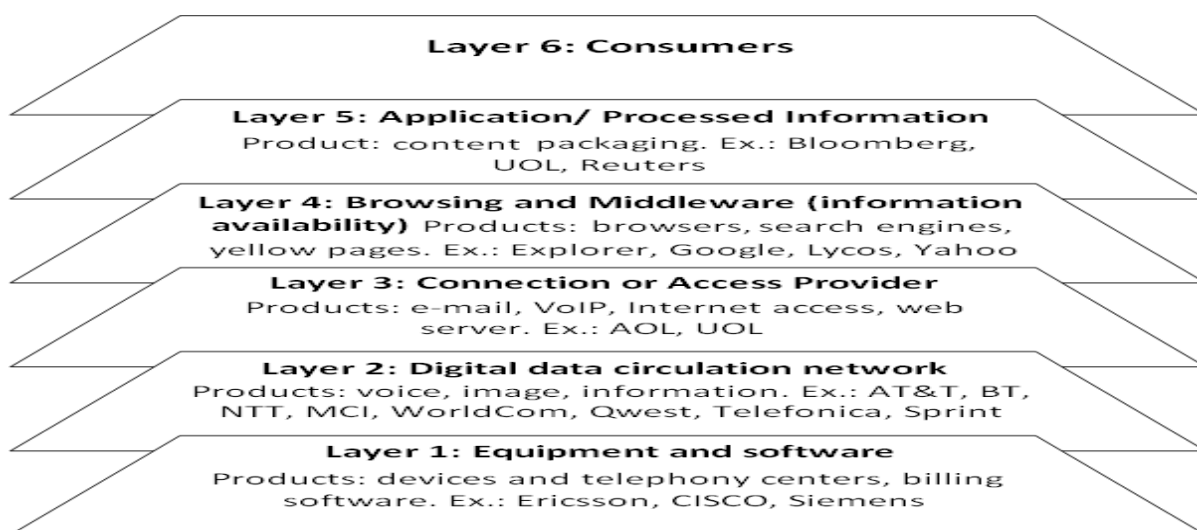 Layer 6: Consumers
Layer 5: Application/ Processed Information
Product: content packaging. Ex.: Bloomberg,
UOL, Reuters
Layer 4: Browsing and Middleware (information
availability) Products: browsers, search engines,
yellow pages. Ex.: Explorer, Google, Lycos, Yahoo
Layer 3: Connection or Access Provider
Products: e-mail, VoIP, Internet access, web
server. Ex.: AOL, UOL
Layer 2: Digital data circulation network
Products: voice, image, information. Ex.: AT&T, BT,
NTT, MCI, WorldCom, Qwest, Telefonica, Sprint
Layer 1: Equipment and software
Products: devices and telephony centers, billing
software. Ex.: Ericsson, CISCO, Siemens